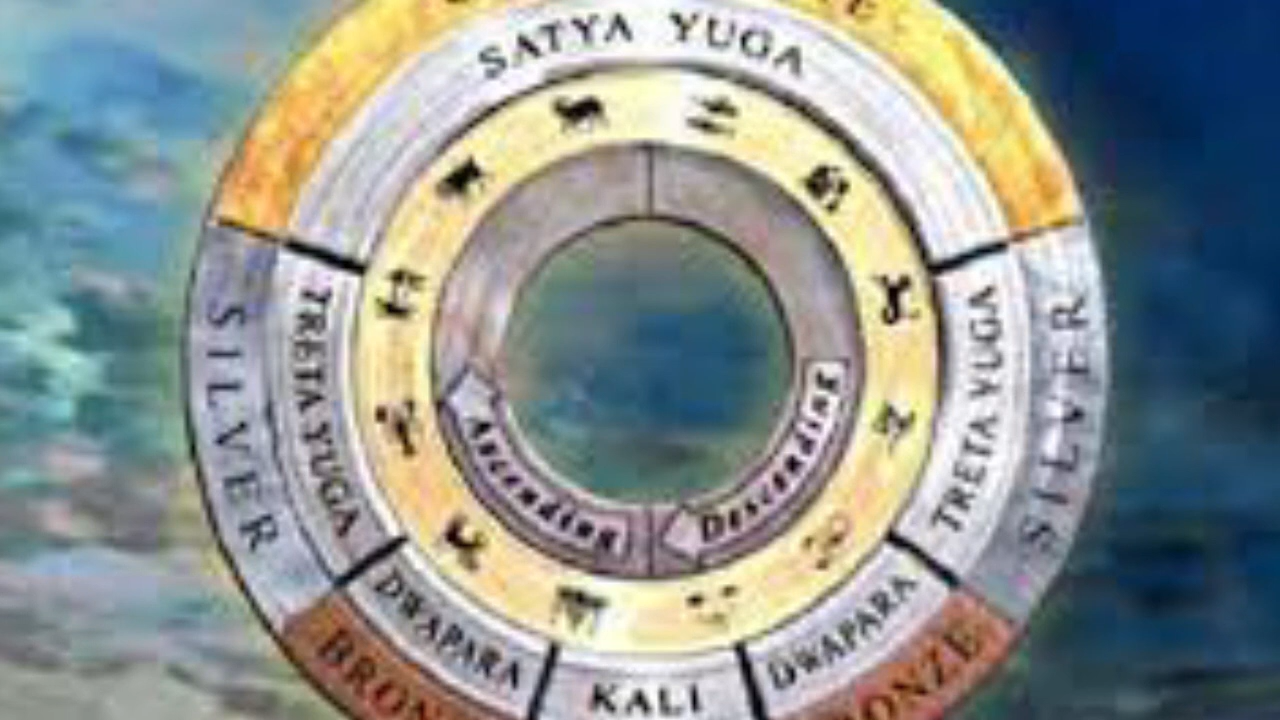 SATYA YUGA
SILVER
TRETA YUGA
TRETA YUGA
SILVER
Ascending
Descending
DWAPARA
DWAPARA
KALI